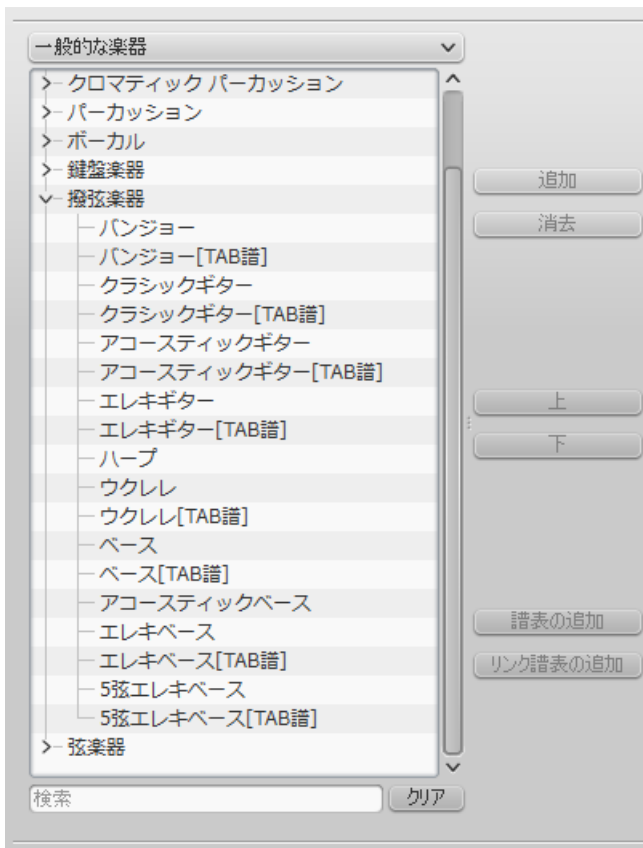 一般的な楽器
クロマティック パーカッション
パーカッション
ボーカル
鍵盤楽器
撥弦楽器
バンジョー
バンジョー[TAB譜]
クラシックギター
クラシックギター[TAB譜]
アコースティックギター
アコースティックギター[TAB譜]
エレキギター
エレキギター[TAB譜]
ハープ
ウクレレ
ウクレレ[TAB譜]
ベース
ベース[TAB譜]
アコースティックベース
エレキベース
エレキベース[TAB譜]
5弦エレキベース
5弦エレキベース[TAB譜]
弦楽器
検索
クリア
追加
消去
上
下
譜表の追加
リンク譜表の追加